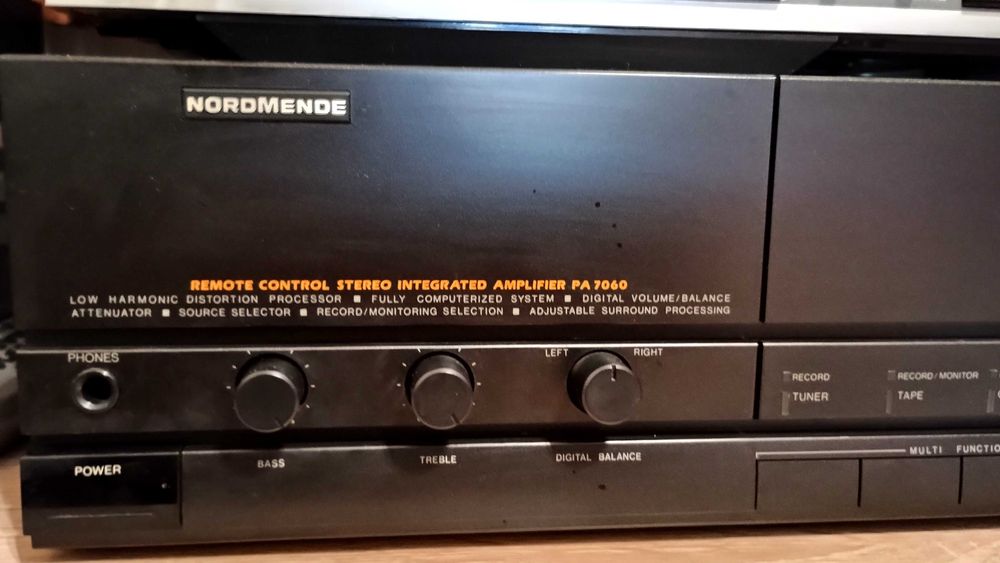 NORDMENDE
REMOTE CONTROL STEREO INTEGRATED AMPLIFIER PA 7060
LOW HARMONIC DISTORTION PROCESSOR ■ FULLY COMPUTERIZED SYSTEM ■ DIGITAL VOLUME/BALANCE
ATTENUATOR ■ SOURCE SELECTOR ■ RECORD/MONITORING SELECTION ■ ADJUSTABLE SURROUND PROCESSING
PHONES
LEFT RIGHT
RECORD RECORD/MONITOR
TUNER TAPE
POWER
BASS TREBLE DIGITAL BALANCE
MULTI FUNCTIO